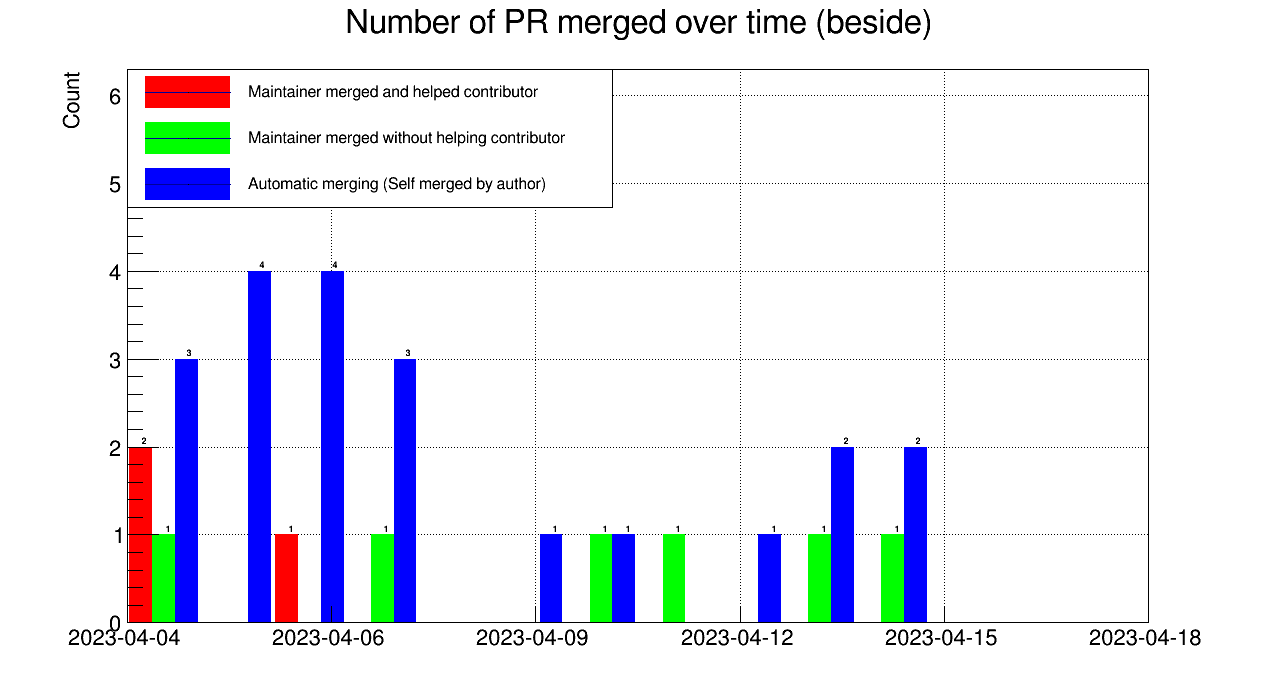 Number of PR merged over time (beside)
Count
Maintainer merged and helped contributor
Maintainer merged without helping contributor
Automatic merging (Self merged by author)
6
5
4
3
2
1
0
2 1 3 4 1 4 1 3 1 1 1 1 1 1 2 1 2
2023-04-04 2023-04-06 2023-04-09 2023-04-12 2023-04-15 2023-04-18